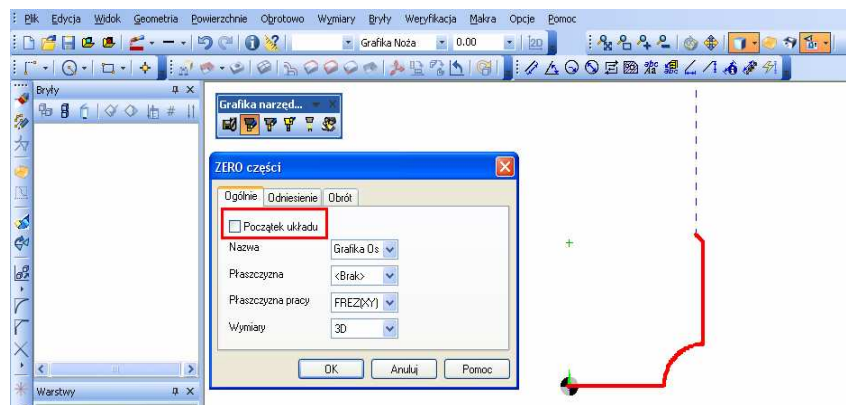 Plik Edycja Widok Geometria Powierzchnie Obrotowo Wymiary Bryły Weryfikacja Makra Opcje Pomoc
Grafika Noża 0.00
Bryły
Grafika narzęd...
ZERO części
Ogólnie Odniesienie Obrót
Początek układu
Nazwa Grafika Os
Płaszczyzna <Brak>
Płaszczyzna pracy FREZ(XY)
Wymiary 3D
OK Anuluj Pomoc
Warstwy